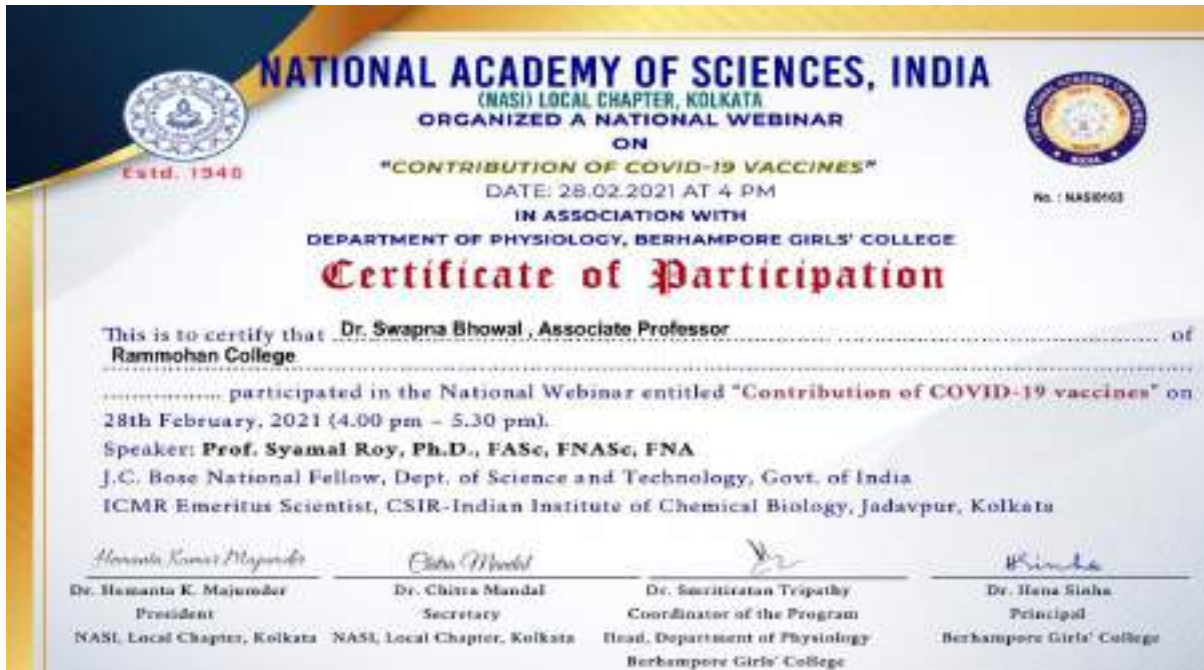 NATIONAL ACADEMY OF SCIENCES, INDIA
(NASI) LOCAL CHAPTER, KOLKATA
ORGANIZED A NATIONAL WEBINAR
ON
"CONTRIBUTION OF COVID-19 VACCINES"
DATE: 28.02.2021 AT 4 PM
IN ASSOCIATION WITH
DEPARTMENT OF PHYSIOLOGY, BERHAMPORE GIRLS' COLLEGE
Estd. 1946
No. : NASI0163
Certificate of Participation
This is to certify that Dr. Swapna Bhowal , Associate Professor of
Rammohan College
participated in the National Webinar entitled "Contribution of COVID-19 vaccines" on
28th February, 2021 (4.00 pm – 5.30 pm).
Speaker: Prof. Syamal Roy, Ph.D., FASc, FNASc, FNA
J.C. Bose National Fellow, Dept. of Science and Technology, Govt. of India
ICMR Emeritus Scientist, CSIR-Indian Institute of Chemical Biology, Jadavpur, Kolkata
Hemanta Kumar Majumder
Chitra Mandal
HSinha
Dr. Hemanta K. Majumder
President
NASI, Local Chapter, Kolkata
Dr. Chitra Mandal
Secretary
NASI, Local Chapter, Kolkata
Dr. Smritiratan Tripathy
Coordinator of the Program
Head, Department of Physiology
Berhampore Girls' College
Dr. Hena Sinha
Principal
Berhampore Girls' College